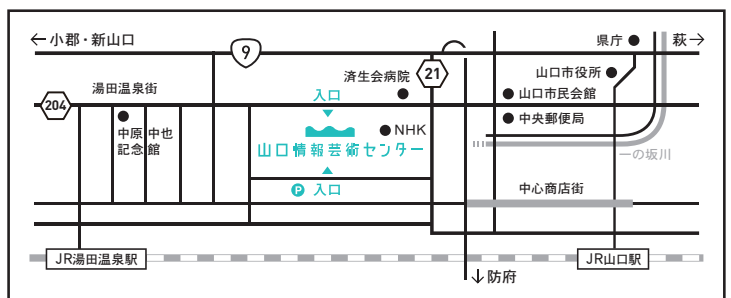 ←小郡・新山口
9
県庁
萩→
済生会病院
21
山口市役所
湯田温泉街
入口
山口市民会館
204
中央郵便局
中原中也
記念館
NHK
山口情報芸術センター
一の坂川
P 入口
中心商店街
JR湯田温泉駅
JR山口駅
↓防府